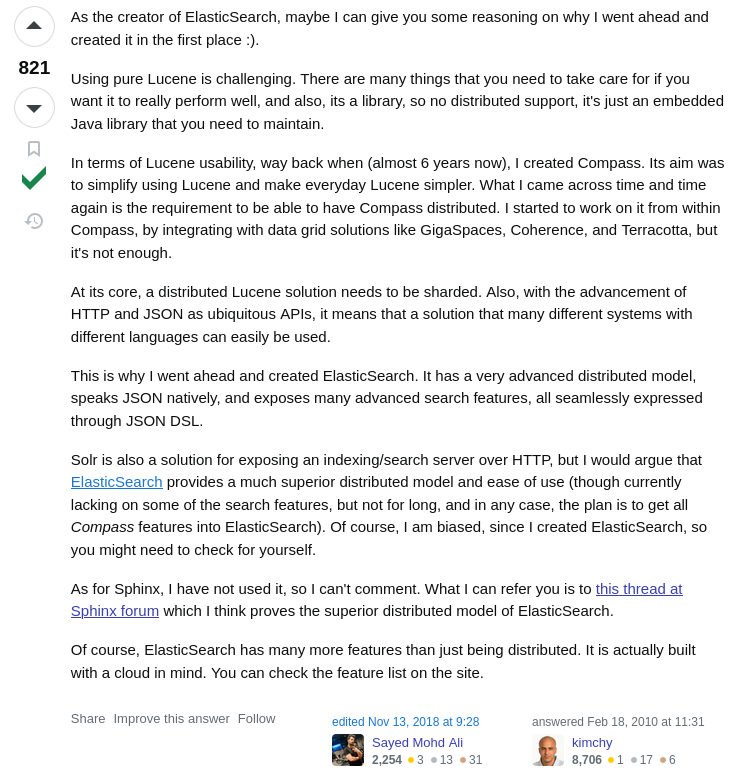 As the creator of ElasticSearch, maybe I can give you some reasoning on why I went ahead and
created it in the first place :).
821
Using pure Lucene is challenging. There are many things that you need to take care for if you
want it to really perform well, and also, its a library, so no distributed support, it's just an embedded
Java library that you need to maintain.
In terms of Lucene usability, way back when (almost 6 years now), I created Compass. Its aim was
to simplify using Lucene and make everyday Lucene simpler. What I came across time and time
again is the requirement to be able to have Compass distributed. I started to work on it from within
Compass, by integrating with data grid solutions like GigaSpaces, Coherence, and Terracotta, but
it's not enough.
At its core, a distributed Lucene solution needs to be sharded. Also, with the advancement of
HTTP and JSON as ubiquitous APIs, it means that a solution that many different systems with
different languages can easily be used.
This is why I went ahead and created ElasticSearch. It has a very advanced distributed model,
speaks JSON natively, and exposes many advanced search features, all seamlessly expressed
through JSON DSL.
Solr is also a solution for exposing an indexing/search server over HTTP, but I would argue that
ElasticSearch provides a much superior distributed model and ease of use (though currently
lacking on some of the search features, but not for long, and in any case, the plan is to get all
Compass features into ElasticSearch). Of course, I am biased, since I created ElasticSearch, so
you might need to check for yourself.
As for Sphinx, I have not used it, so I can't comment. What I can refer you is to this thread at
Sphinx forum which I think proves the superior distributed model of ElasticSearch.
Of course, ElasticSearch has many more features than just being distributed. It is actually built
with a cloud in mind. You can check the feature list on the site.
Share Improve this answer Follow
edited Nov 13, 2018 at 9:28
Sayed Mohd Ali
2,254 3 13 31
answered Feb 18, 2010 at 11:31
kimchy
8,706 1 17 6